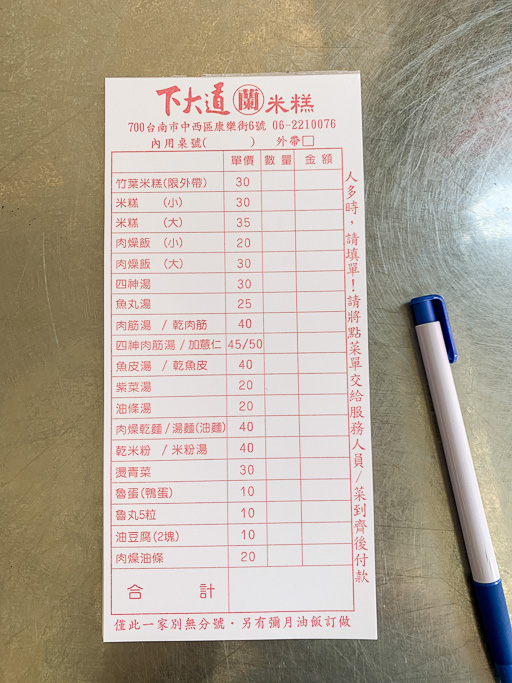 下大道 蘭 米糕
700台南市中西區康樂街6號 06-2210076
內用桌號( ) 外帶□
單價 數量 金額
竹葉米糕(限外帶) 30
米糕 (小) 30
米糕 (大) 35
肉燥飯 (小) 20
肉燥飯 (大) 30
四神湯 30
魚丸湯 25
肉筋湯 / 乾肉筋 40
四神肉筋湯/加薏仁 45/50
魚皮湯 / 乾魚皮 40
紫菜湯 20
油條湯 20
肉燥乾麵/湯麵(油麵) 40
乾米粉 / 米粉湯 40
燙青菜 30
魯蛋(鴨蛋) 10
魯丸5粒 10
油豆腐(2塊) 10
肉燥油條 20
合計
僅此一家別無分號·另有彌月油飯訂做
人多時，請填單！請將點菜單交給服務人員/菜到齊後付款